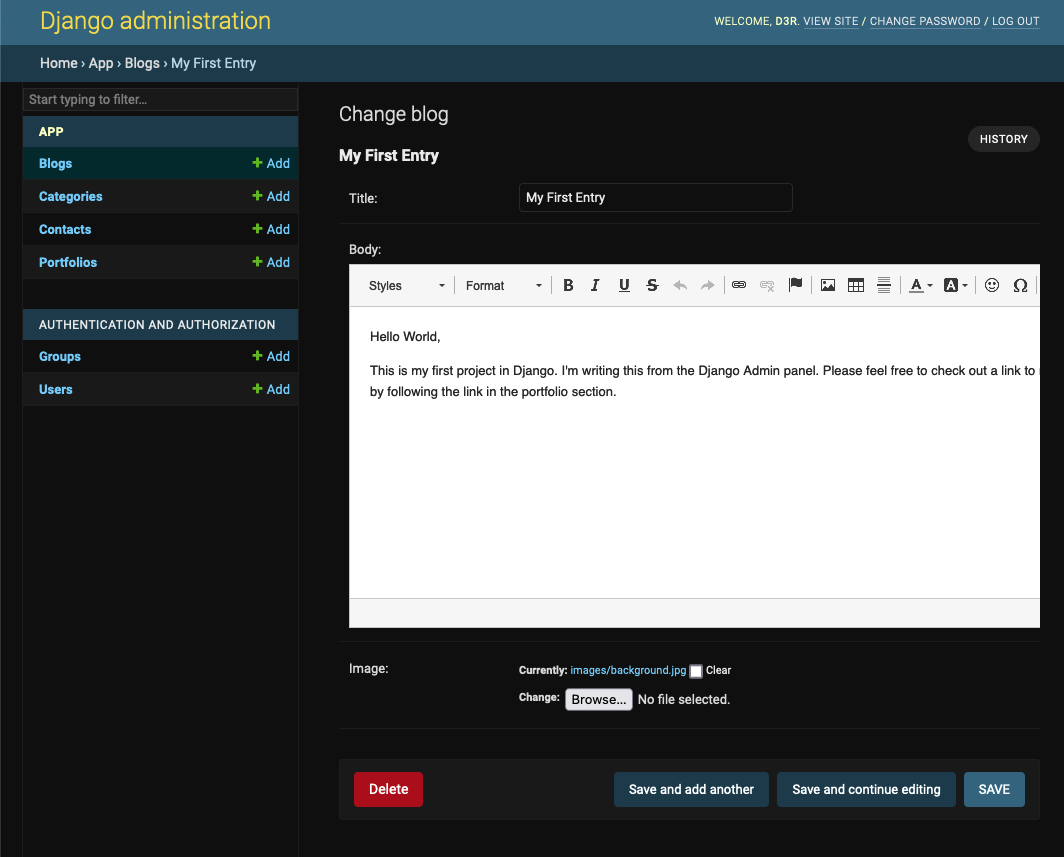 Django administration
WELCOME, D3R. VIEW SITE / CHANGE PASSWORD / LOG OUT
Home › App › Blogs › My First Entry
Start typing to filter...
APP
Blogs + Add
Categories + Add
Contacts + Add
Portfolios + Add
AUTHENTICATION AND AUTHORIZATION
Groups + Add
Users + Add
Change blog
HISTORY
My First Entry
Title: My First Entry
Body:
Styles Format B I U S A A Ω
Hello World,
This is my first project in Django. I'm writing this from the Django Admin panel. Please feel free to check out a link to
by following the link in the portfolio section.
Image: Currently: images/background.jpg Clear
Change: Browse... No file selected.
Delete Save and add another Save and continue editing SAVE